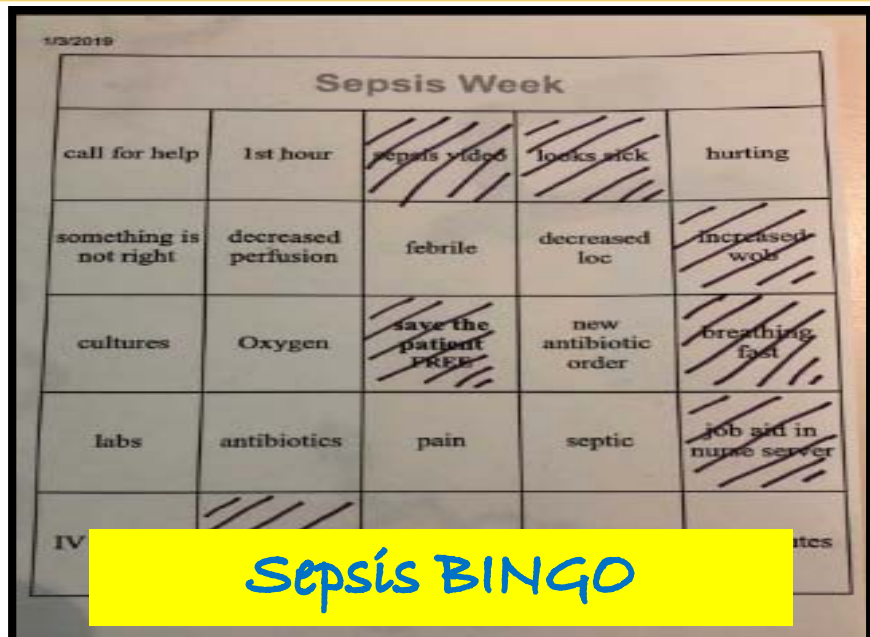 1/3/2019
Sepsis Week
call for help 1st hour sepsis video looks sick hurting
something is decreased febrile decreased increased
not right perfusion loc wob
cultures Oxygen save the new breathing
patient antibiotic fast
FREE order
labs antibiotics pain septic job aid in
nurse server
IV
Sepsis BINGO